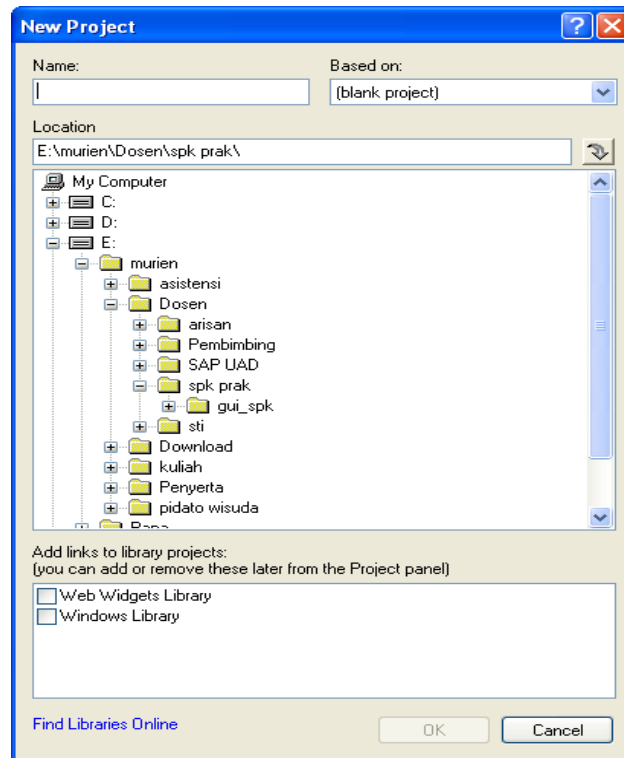 New Project
Name:
Based on:
(blank project)
Location
E:\murien\Dosen\spk prak\
My Computer
C:
D:
E:
murien
asistensi
Dosen
arisan
Pembimbing
SAP UAD
spk prak
gui_spk
sti
Download
kuliah
Penyerta
pidato wisuda
Add links to library projects:
(you can add or remove these later from the Project panel)
Web Widgets Library
Windows Library
Find Libraries Online
OK
Cancel